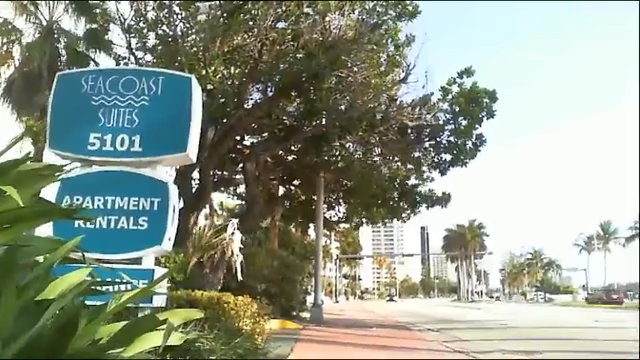 SEACOAST
SUITES
5101
APARTMENT
RENTALS